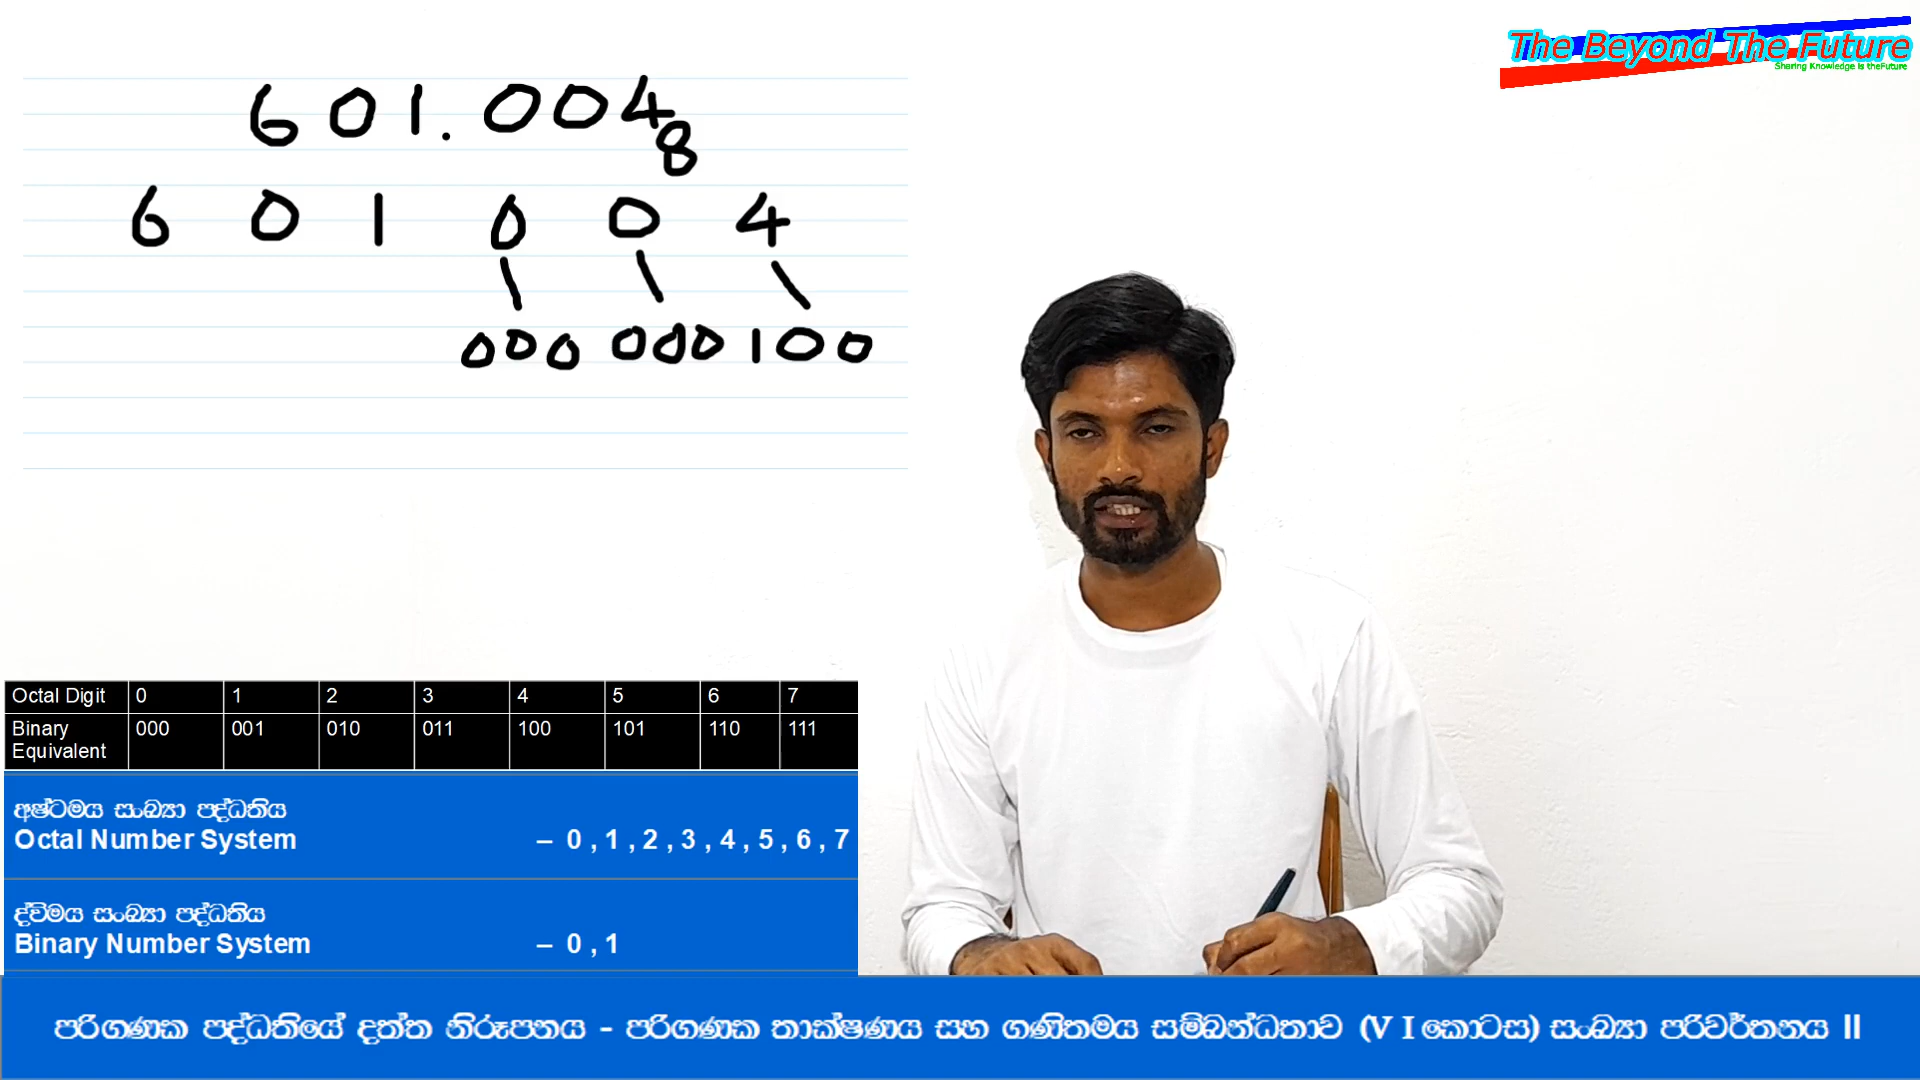 The Beyond The Future
Sharing Knowledge is theFuture
601.004₈
6 0 1 0 0 4
000 000 100
Octal Digit 0 1 2 3 4 5 6 7
Binary Equivalent 000 001 010 011 100 101 110 111
අෂ්ටමය සංඛ්‍යා පද්ධතිය
Octal Number System – 0 , 1 , 2 , 3 , 4 , 5 , 6 , 7
ද්විමය සංඛ්‍යා පද්ධතිය
Binary Number System – 0 , 1
පරිගණක පද්ධතියේ දත්ත නිරූපනය - පරිගණක තාක්ෂණය සහ ගණිතමය සම්බන්ධතාව (V I කොටස) සංඛ්‍යා පරිවර්තනය II